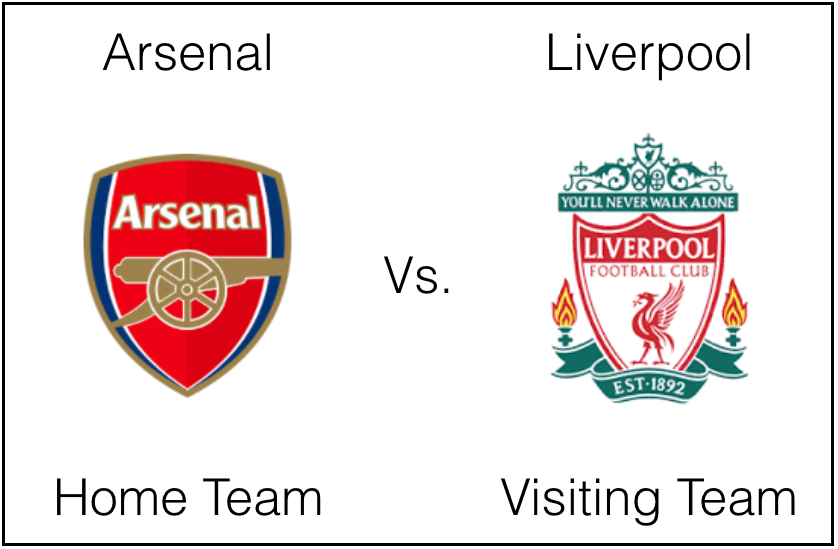 Arsenal
Liverpool
Arsenal
YOU'LL NEVER WALK ALONE
LIVERPOOL
FOOTBALL CLUB
EST·1892
Vs.
Home Team
Visiting Team